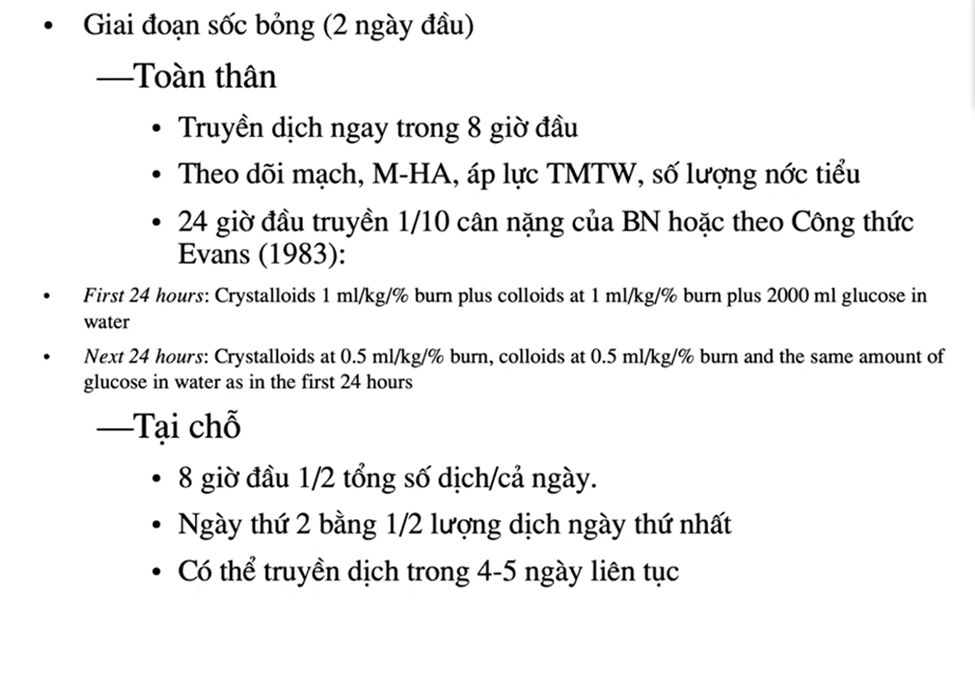 • Giai đoạn sốc bỏng (2 ngày đầu)
—Toàn thân
• Truyền dịch ngay trong 8 giờ đầu
• Theo dõi mạch, M-HA, áp lực TMTW, số lượng nớc tiểu
• 24 giờ đầu truyền 1/10 cân nặng của BN hoặc theo Công thức
Evans (1983):
• First 24 hours: Crystalloids 1 ml/kg/% burn plus colloids at 1 ml/kg/% burn plus 2000 ml glucose in
water
• Next 24 hours: Crystalloids at 0.5 ml/kg/% burn, colloids at 0.5 ml/kg/% burn and the same amount of
glucose in water as in the first 24 hours
—Tại chỗ
• 8 giờ đầu 1/2 tổng số dịch/cả ngày.
• Ngày thứ 2 bằng 1/2 lượng dịch ngày thứ nhất
• Có thể truyền dịch trong 4-5 ngày liên tục